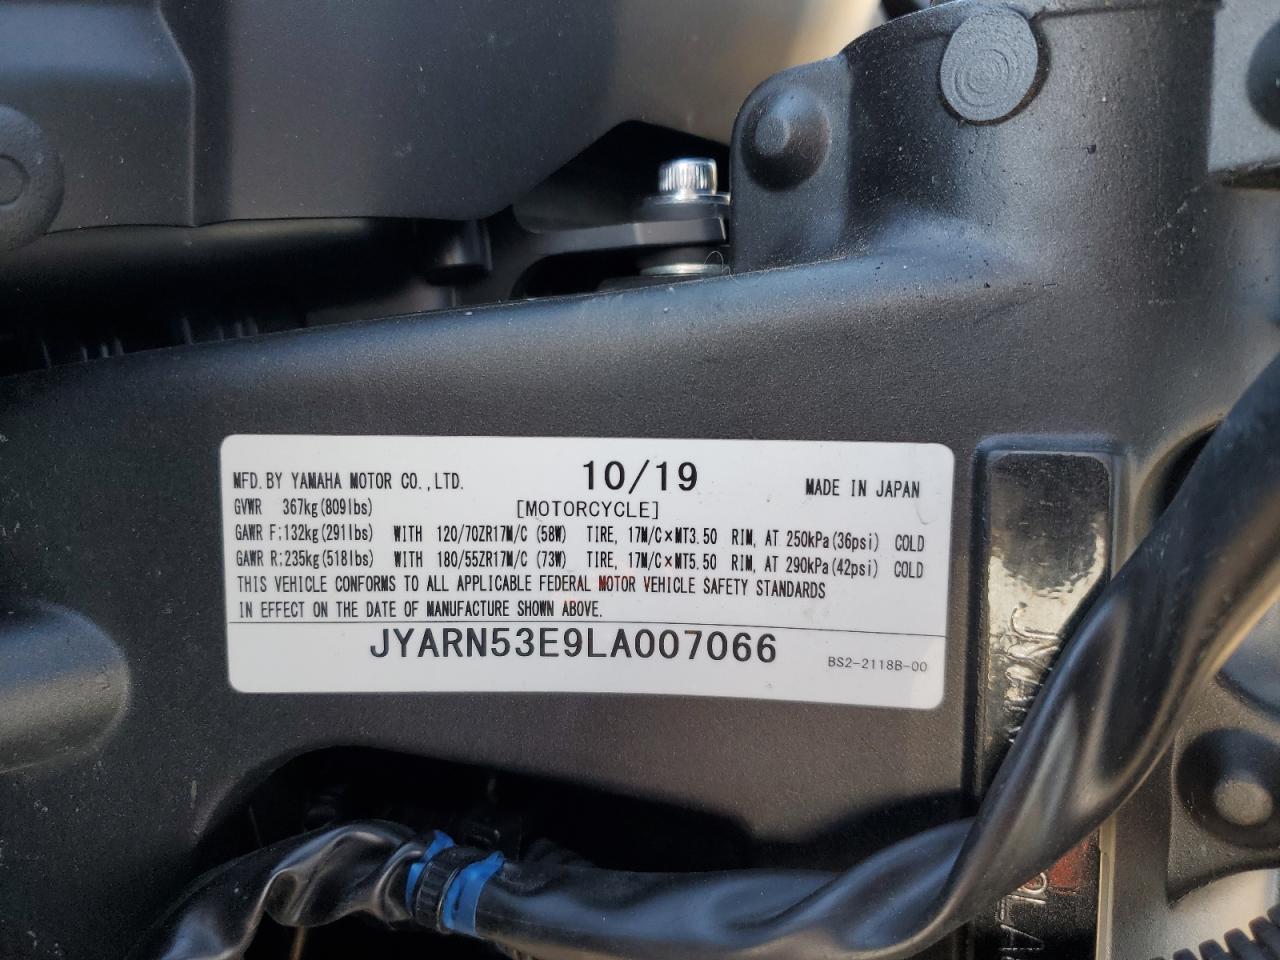 MFD. BY YAMAHA MOTOR CO., LTD. 10/19 MADE IN JAPAN
GVWR 367kg (809lbs) [MOTORCYCLE]
GAWR F:132kg (291lbs) WITH 120/70ZR17M/C (58W) TIRE, 17M/C×MT3.50 RIM, AT 250kPa (36psi) COLD
GAWR R:235kg (518lbs) WITH 180/55ZR17M/C (73W) TIRE, 17M/C×MT5.50 RIM, AT 290kPa (42psi) COLD
THIS VEHICLE CONFORMS TO ALL APPLICABLE FEDERAL MOTOR VEHICLE SAFETY STANDARDS
IN EFFECT ON THE DATE OF MANUFACTURE SHOWN ABOVE.
JYARN53E9LA007066 BS2-2118B-00